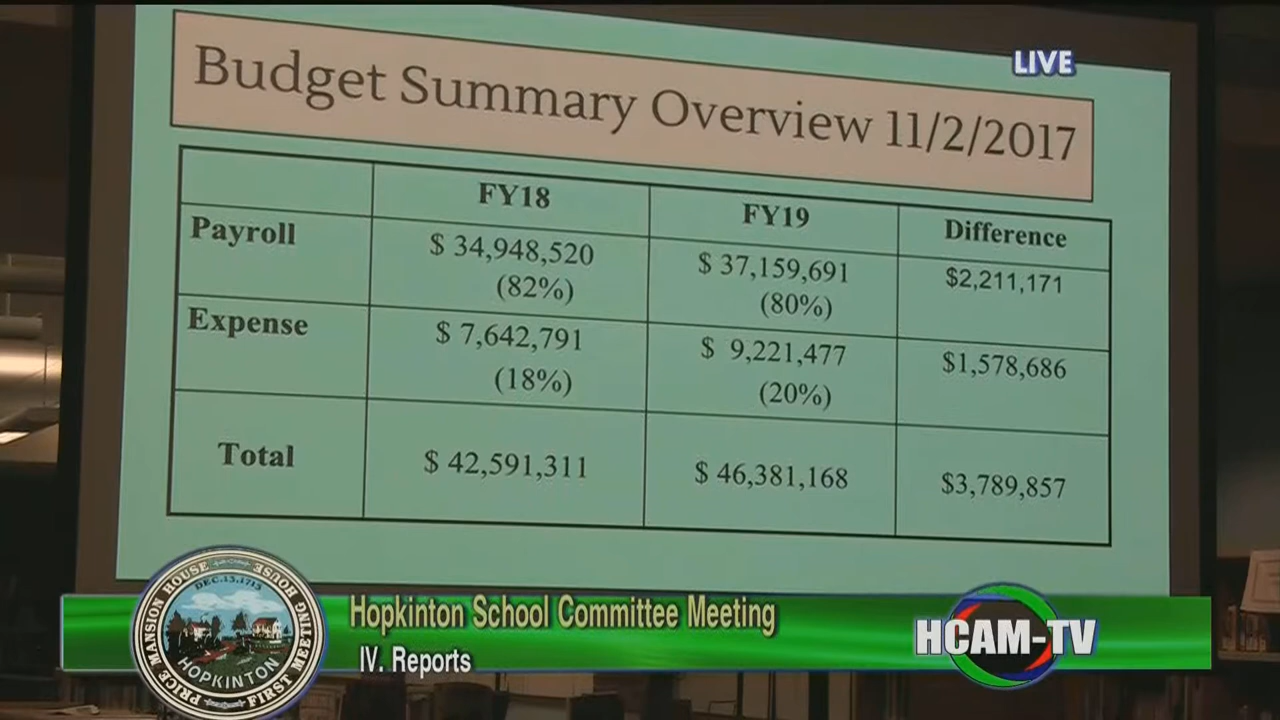 LIVE
Budget Summary Overview 11/2/2017
FY18 FY19 Difference
Payroll $ 34,948,520 $ 37,159,691 $2,211,171
(82%) (80%)
Expense $ 7,642,791 $ 9,221,477 $1,578,686
(18%) (20%)
Total $ 42,591,311 $ 46,381,168 $3,789,857
PRICE MANSION HOUSE HOUSE FIRST MEETING
DEC.13.1715
HOPKINTON
Hopkinton School Committee Meeting
IV. Reports
HCAM-TV